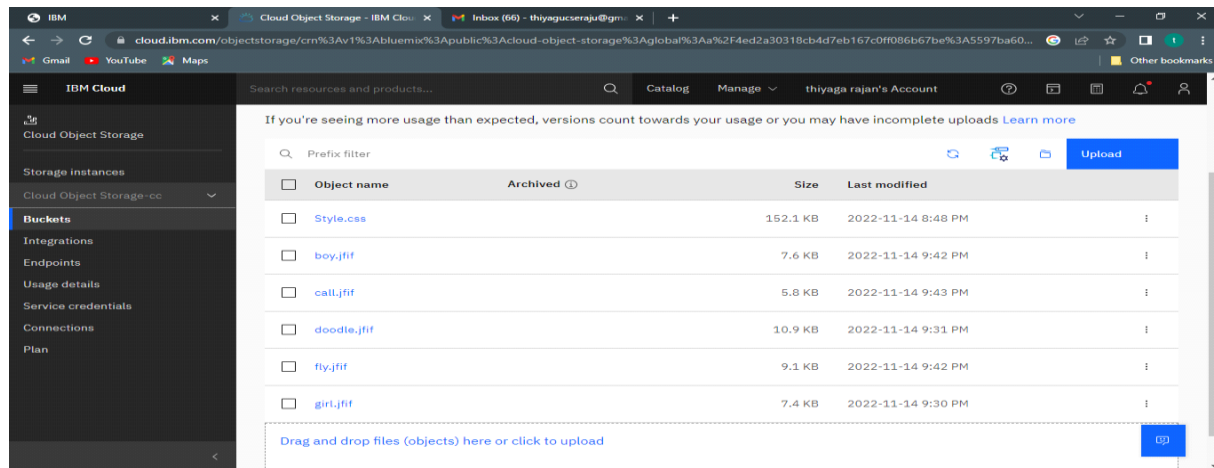 IBM
Cloud Object Storage - IBM Clou
Inbox (66) - thiyagucseraju@gma
cloud.ibm.com/objectstorage/crn%3Av1%3Abluemix%3Apublic%3Acloud-object-storage%3Aglobal%3Aa%2F4ed2a30318cb4d7eb167c0ff086b67be%3A5597ba60...
Gmail YouTube Maps Other bookmarks
IBM Cloud Search resources and products... Catalog Manage thiyaga rajan's Account
Cloud Object Storage
Storage instances
Cloud Object Storage-cc
Buckets
Integrations
Endpoints
Usage details
Service credentials
Connections
Plan
If you're seeing more usage than expected, versions count towards your usage or you may have incomplete uploads Learn more
Prefix filter Upload
Object name Archived Size Last modified
Style.css 152.1 KB 2022-11-14 8:48 PM
boy.jfif 7.6 KB 2022-11-14 9:42 PM
call.jfif 5.8 KB 2022-11-14 9:43 PM
doodle.jfif 10.9 KB 2022-11-14 9:31 PM
fly.jfif 9.1 KB 2022-11-14 9:42 PM
girl.jfif 7.4 KB 2022-11-14 9:30 PM
Drag and drop files (objects) here or click to upload